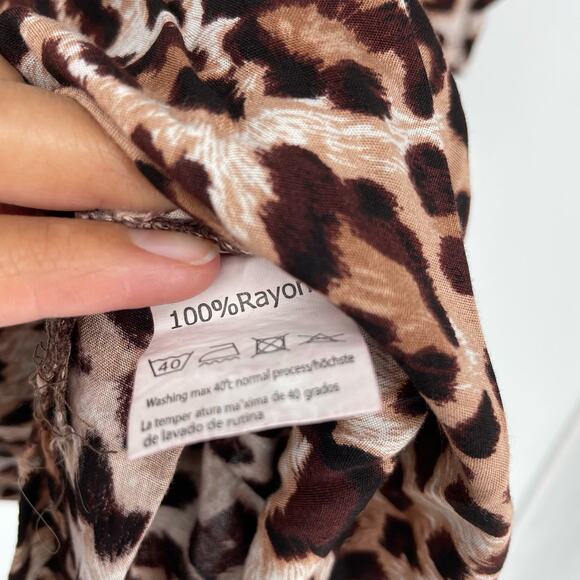 100%Rayon
40
Washing max 40℃ normal process/höchste
La temper atura ma'xima de 40 grados
de lavado de rutina